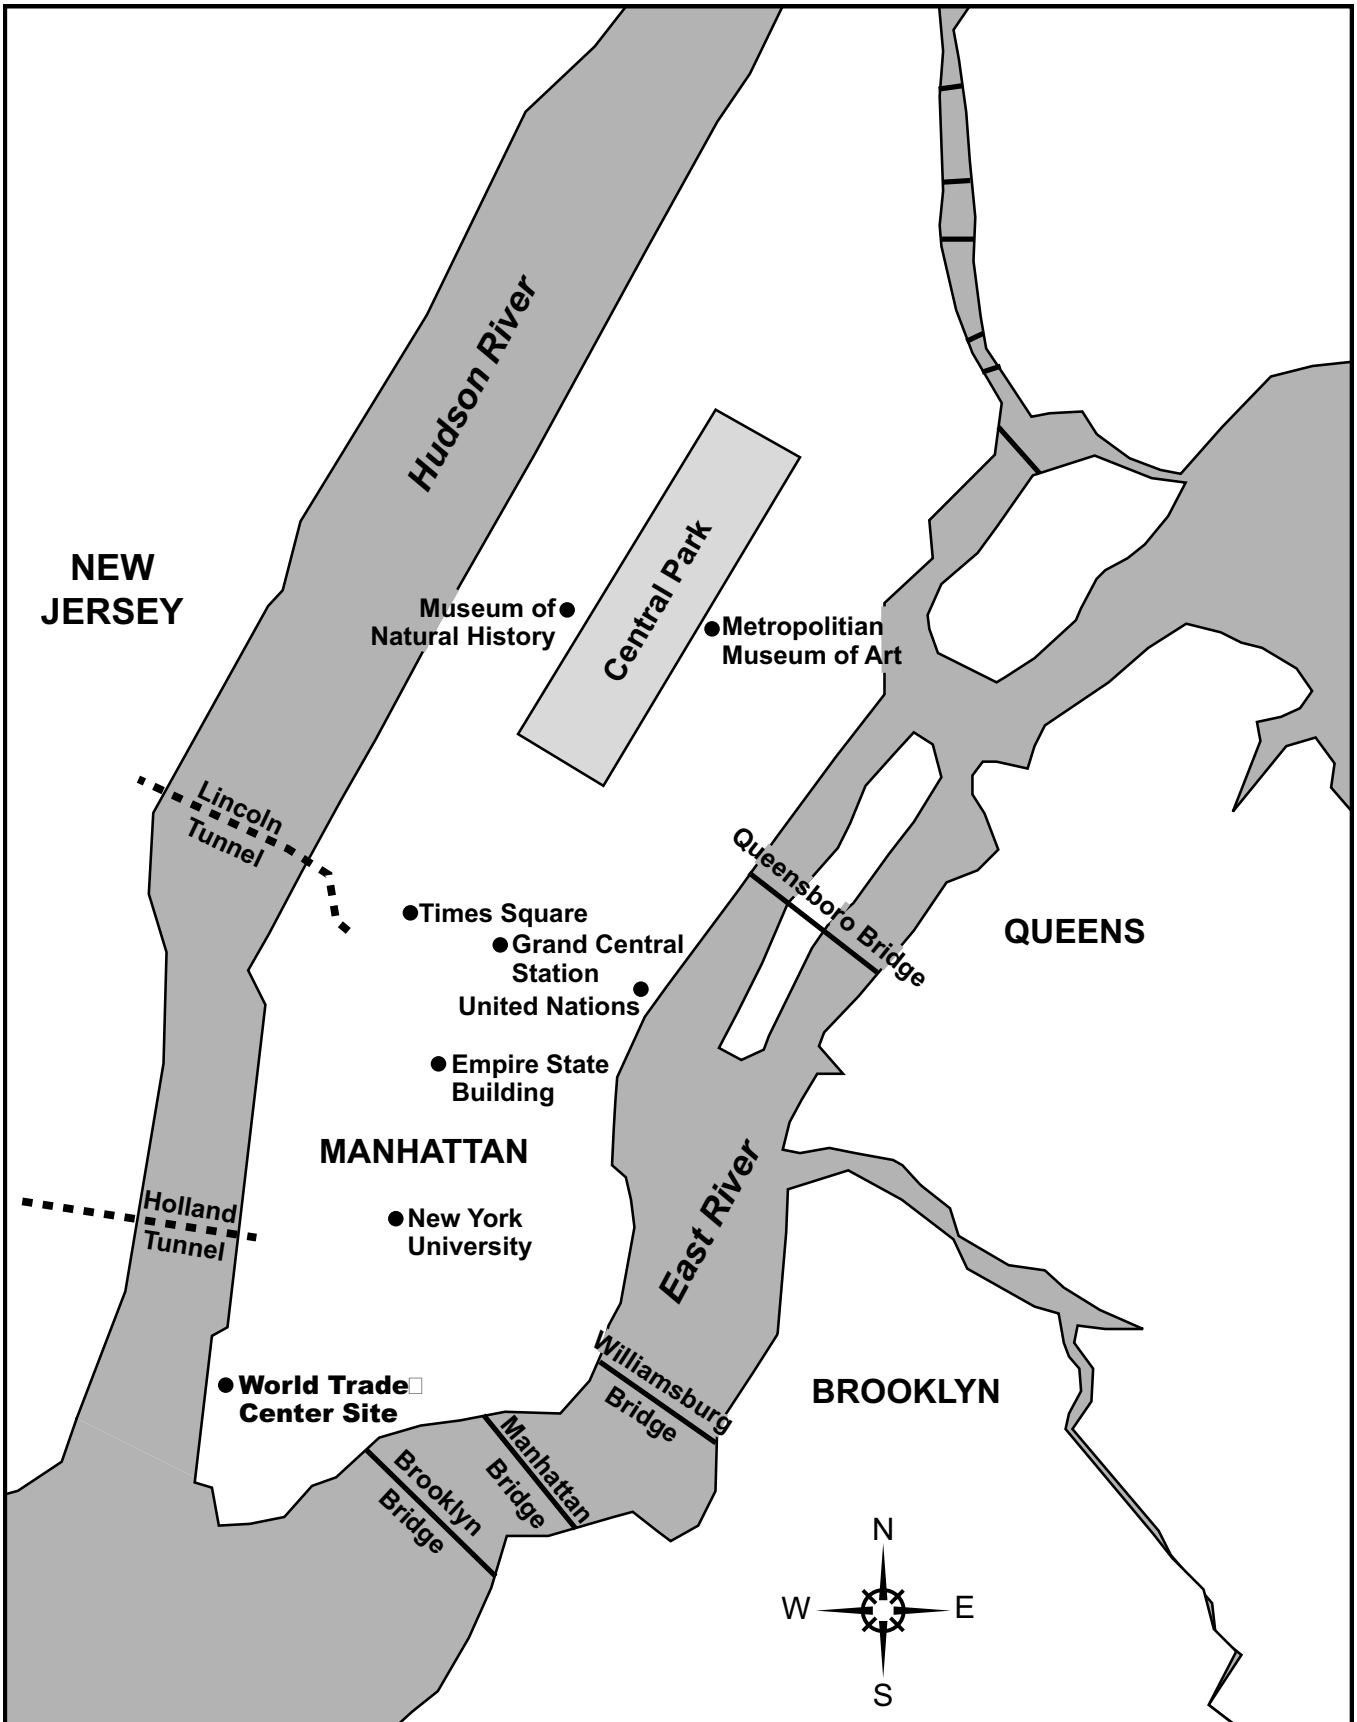 Hudson River
NEW
JERSEY
Central Park
Museum of
Natural History
Metropolitian
Museum of Art
Lincoln
Tunnel
Queensboro Bridge
Times Square
Grand Central
Station
United Nations
QUEENS
Empire State
Building
MANHATTAN
East River
Holland
Tunnel
New York
University
World Trade
Center Site
Williamsburg
Bridge
BROOKLYN
Manhattan
Bridge
Brooklyn
Bridge
N
W
E
S